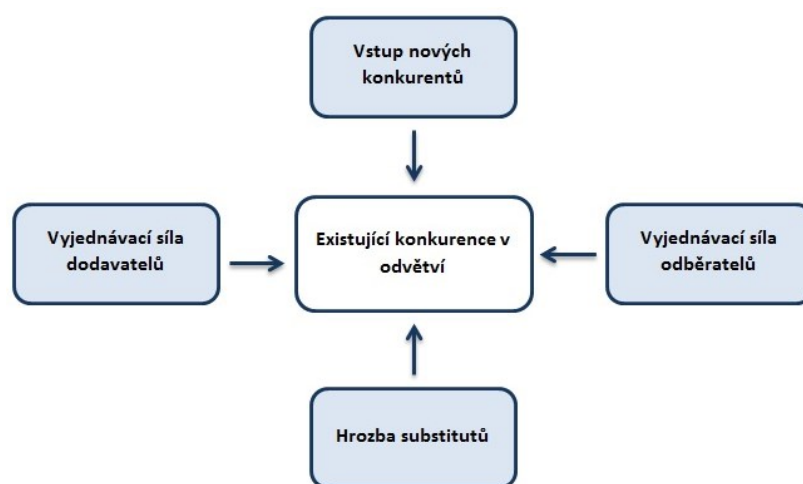 Vstup nových
konkurentů
Vyjednávací síla
dodavatelů
Existující konkurence v
odvětví
Vyjednávací síla
odběratelů
Hrozba substitutů